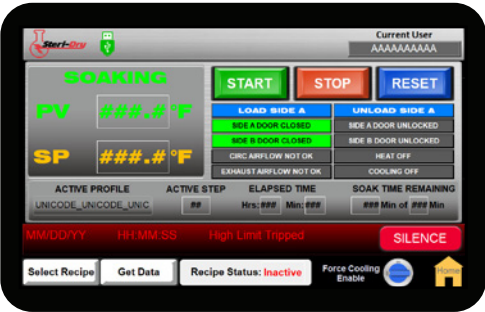 Steri-Dry
Current User
AAAAAAAAAA
SOAKING
PV ###.# °F
SP ###.# °F
START STOP RESET
LOAD SIDE A UNLOAD SIDE A
SIDE A DOOR CLOSED SIDE A DOOR UNLOCKED
SIDE B DOOR CLOSED SIDE B DOOR UNLOCKED
CIRC AIRFLOW NOT OK HEAT OFF
EXHAUST AIRFLOW NOT OK COOLING OFF
ACTIVE PROFILE ACTIVE STEP ELAPSED TIME SOAK TIME REMAINING
UNICODE_UNICODE_UNIC ## Hrs: ### Min: ### ### Min of ### Min
MM/DD/YY HH:MM:SS High Limit Tripped SILENCE
Select Recipe Get Data Recipe Status: Inactive Force Cooling
Enable
Home